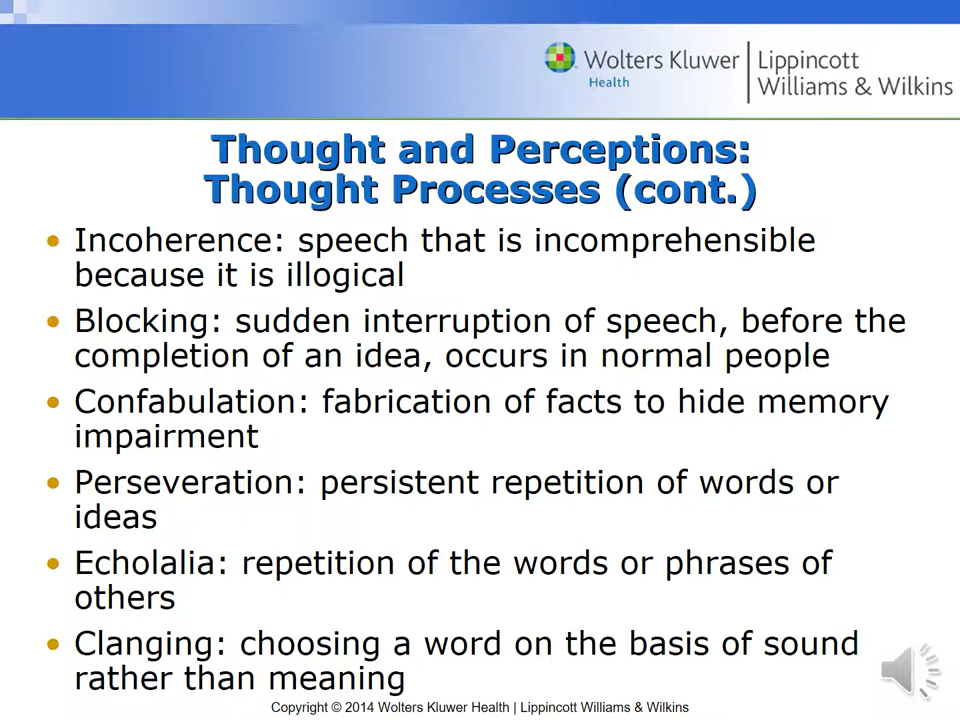 Wolters Kluwer
Health
Lippincott
Williams & Wilkins
Thought and Perceptions:
Thought Processes (cont.)
• Incoherence: speech that is incomprehensible
because it is illogical
• Blocking: sudden interruption of speech, before the
completion of an idea, occurs in normal people
• Confabulation: fabrication of facts to hide memory
impairment
• Perseveration: persistent repetition of words or
ideas
• Echolalia: repetition of the words or phrases of
others
• Clanging: choosing a word on the basis of sound
rather than meaning
Copyright © 2014 Wolters Kluwer Health | Lippincott Williams & Wilkins